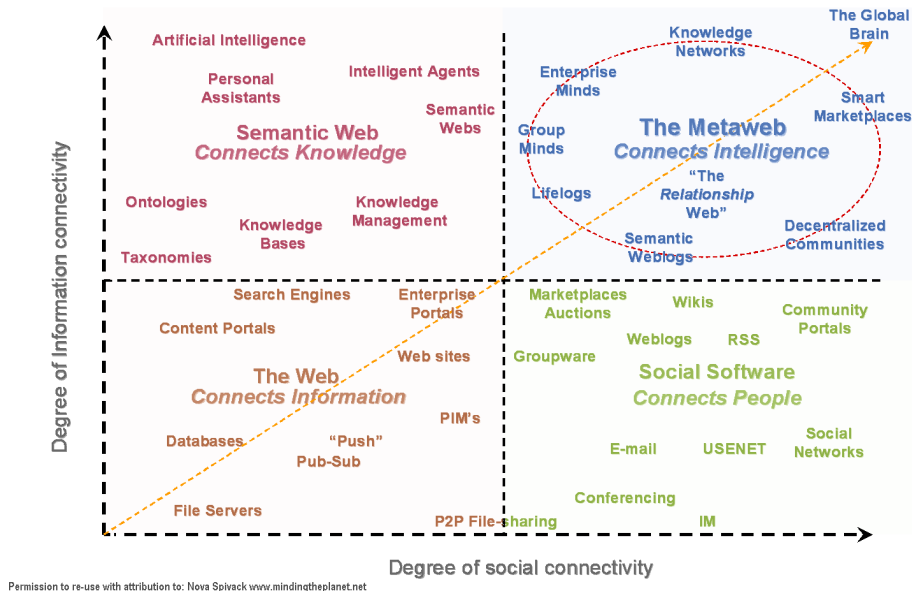 The Global
Brain
Artificial Intelligence
Personal
Assistants
Intelligent Agents
Semantic
Webs
Semantic Web
Connects Knowledge
Ontologies
Knowledge
Bases
Knowledge
Management
Taxonomies
Knowledge
Networks
Enterprise
Minds
Smart
Marketplaces
Group
Minds
The Metaweb
Connects Intelligence
“The
Relationship
Web”
Lifelogs
Semantic
Weblogs
Decentralized
Communities
Degree of Information connectivity
Search Engines
Enterprise
Portals
Content Portals
Web sites
The Web
Connects Information
PIM’s
Databases
“Push”
Pub-Sub
File Servers
P2P File-sharing
Marketplaces
Auctions
Wikis
Community
Portals
Weblogs
RSS
Groupware
Social Software
Connects People
E-mail
USENET
Social
Networks
Conferencing
IM
Degree of social connectivity
Permission to re-use with attribution to: Nova Spivack www.mindingtheplanet.net